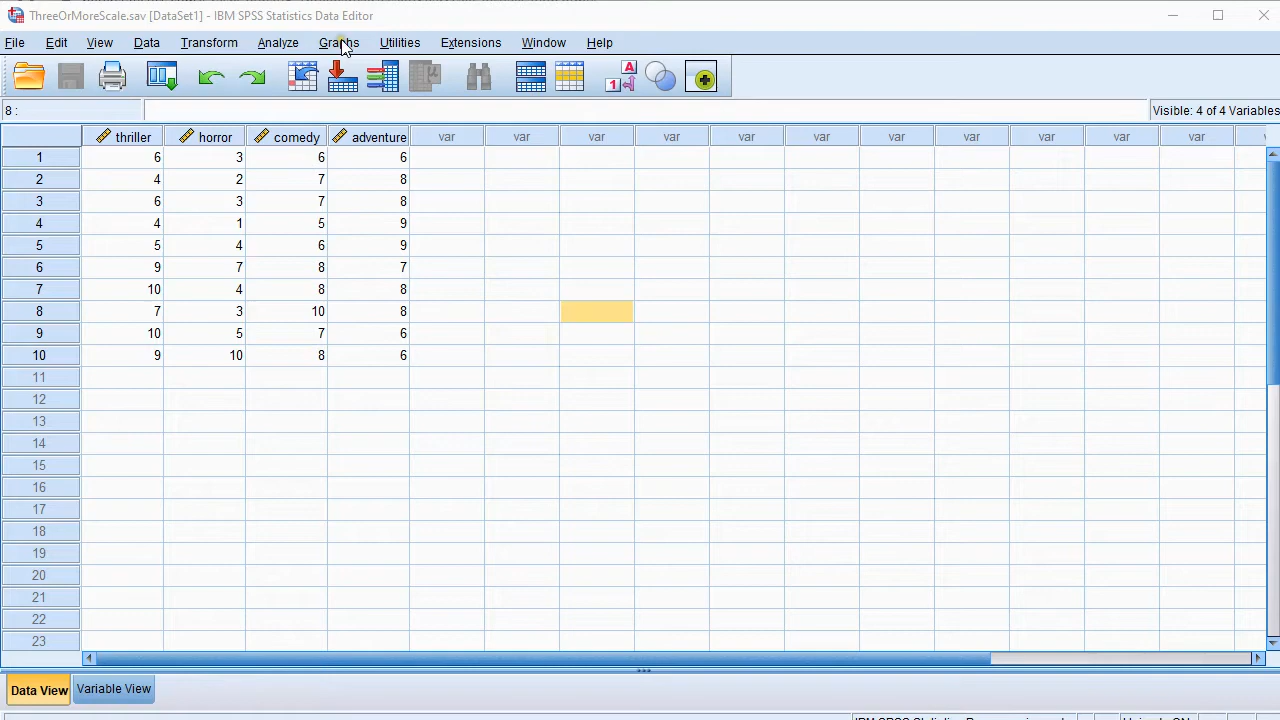 ThreeOrMoreScale.sav [DataSet1] - IBM SPSS Statistics Data Editor
File Edit View Data Transform Analyze Graphs Utilities Extensions Window Help
8 : Visible: 4 of 4 Variables
thriller horror comedy adventure var var var var var var var var var var var
1 6 3 6 6
2 4 2 7 8
3 6 3 7 8
4 4 1 5 9
5 5 4 6 9
6 9 7 8 7
7 10 4 8 8
8 7 3 10 8
9 10 5 7 6
10 9 10 8 6
11
12
13
14
15
16
17
18
19
20
21
22
23
Data View Variable View